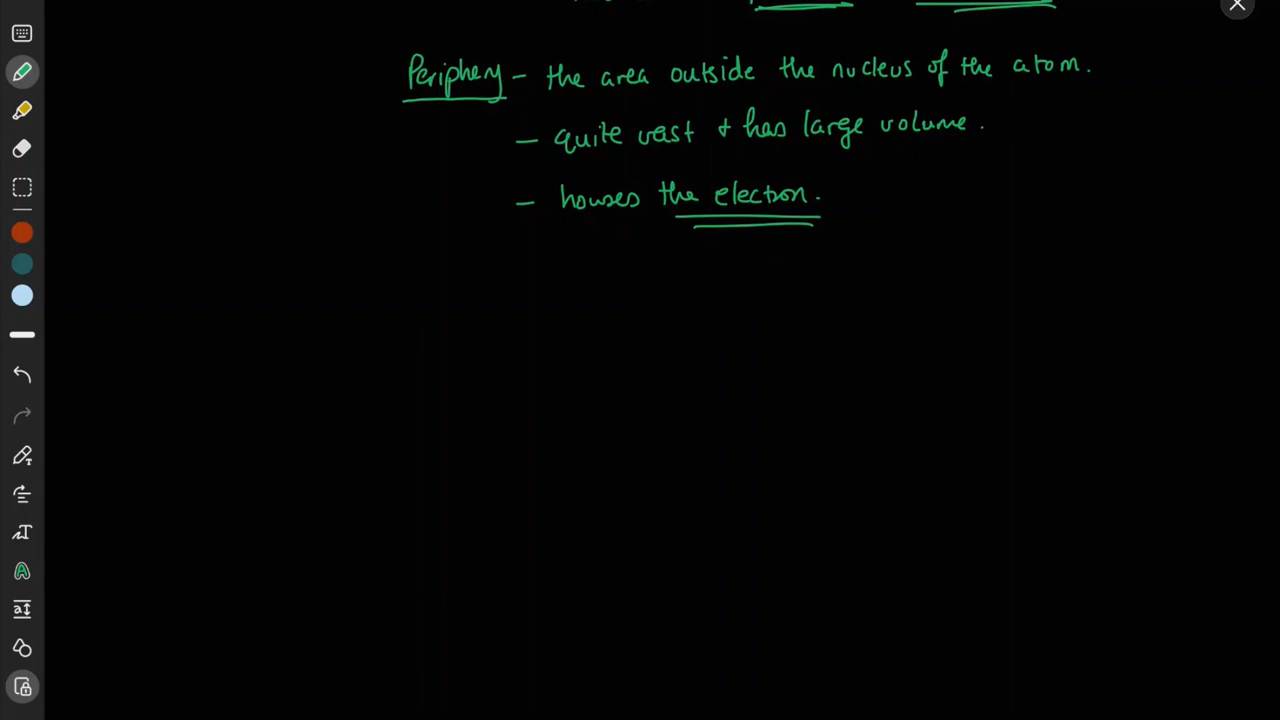 Periphery - the area outside the nucleus of the atom.
- quite vast + has large volume.
- houses the electron.